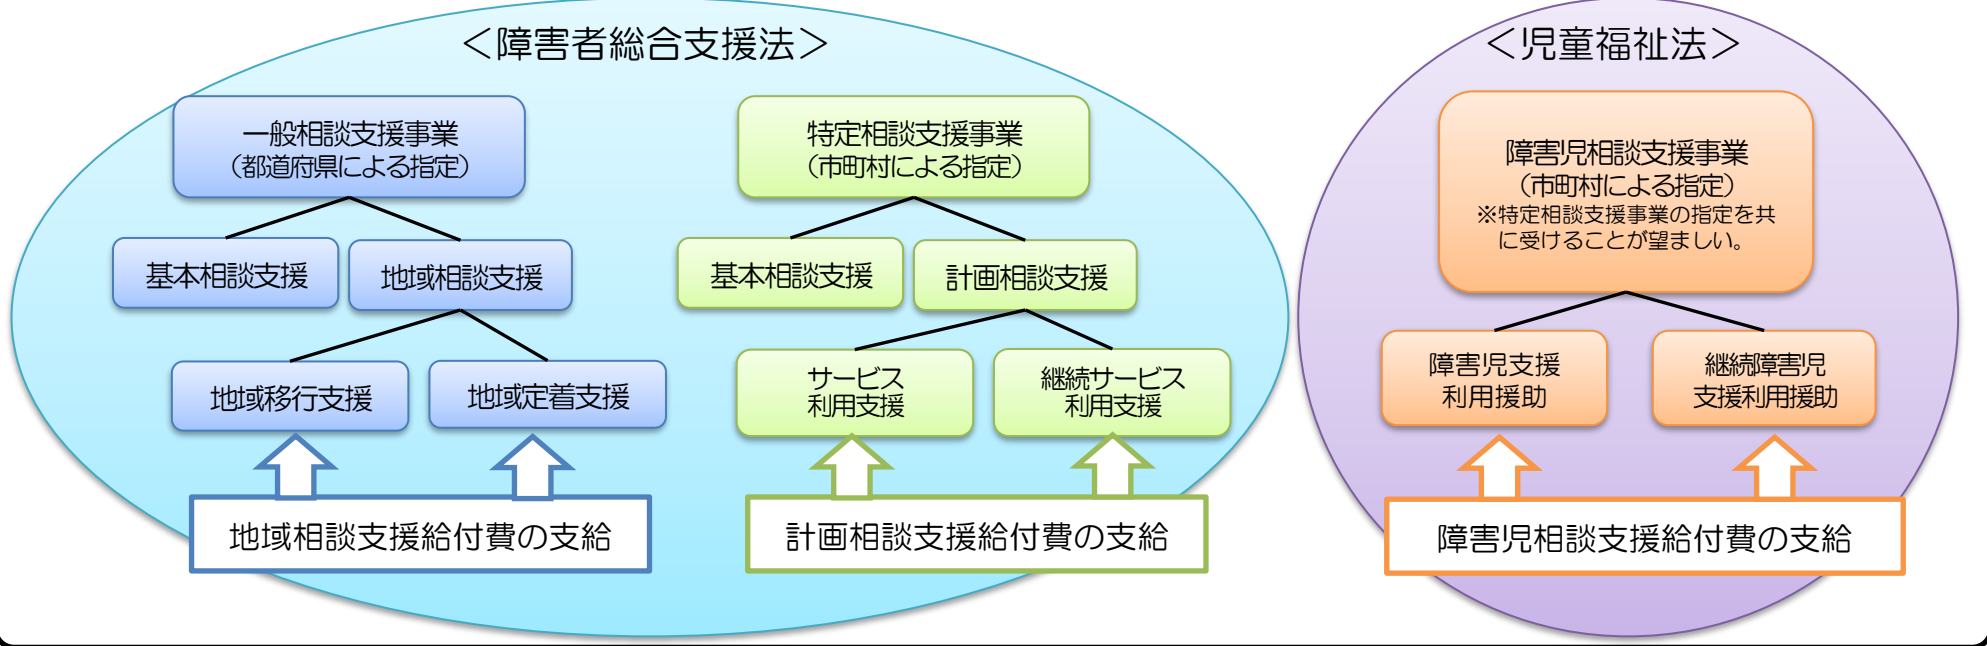 ＜障害者総合支援法＞
一般相談支援事業
（都道府県による指定）
基本相談支援
地域相談支援
地域移行支援
地域定着支援
地域相談支援給付費の支給
特定相談支援事業
（市町村による指定）
基本相談支援
計画相談支援
サービス
利用支援
継続サービス
利用支援
計画相談支援給付費の支給
＜児童福祉法＞
障害児相談支援事業
（市町村による指定）
※特定相談支援事業の指定を共
に受けることが望ましい。
障害児支援
利用援助
継続障害児
支援利用援助
障害児相談支援給付費の支給